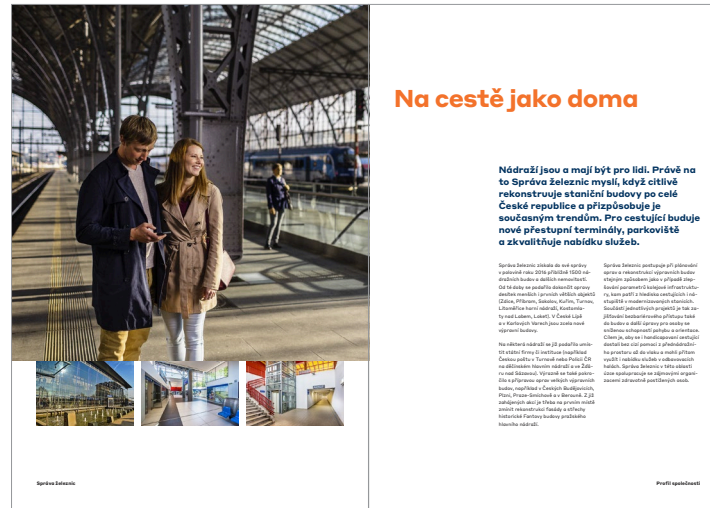 Na cestě jako doma
Nádraží jsou a mají být pro lidi. Právě na
to Správa železnic myslí, když citlivě
rekonstruuje staniční budovy po celé
České republice a přizpůsobuje je
současným trendům. Pro cestující buduje
nové přestupní terminály, parkoviště
a zkvalitňuje nabídku služeb.
Správa železnic získala do své správy
v polovině roku 2016 přibližně 1500 ná-
dražních budov a dalších nemovitostí.
Od té doby se podařilo dokončit opravy
desítek menších i prvních větších objektů
(Zdice, Příbram, Sokolov, Kuřim, Turnov,
Litoměřice horní nádraží, Kostomla-
ty nad Labem, Loket). V České Lípě
a v Karlových Varech jsou zcela nové
výpravní budovy.
Na některá nádraží se již podařilo umís-
tit státní firmy či instituce (například
Českou poštu v Turnově nebo Policii ČR
na děčínském hlavním nádraží a ve Žďá-
ru nad Sázavou). Výrazně se také pokro-
čilo s přípravou oprav velkých výpravních
budov, například v Českých Budějovicích,
Plzni, Praze-Smíchově a v Berouně. Z již
zahájených akcí je třeba na prvním místě
zmínit rekonstrukci fasády a střechy
historické Fantovy budovy pražského
hlavního nádraží.
Správa železnic postupuje při plánování
oprav a rekonstrukcí výpravních budov
stejným způsobem jako v případě zlep-
šování parametrů kolejové infrastruktu-
ry, kam patří z hlediska cestujících i ná-
stupiště v modernizovaných stanicích.
Součástí jednotlivých projektů je tak za-
jišťování bezbariérového přístupu také
do budov a další úpravy pro osoby se
sníženou schopností pohybu a orientace.
Cílem je, aby se i handicapovaní cestující
dostali bez cizí pomoci z přednádražní-
ho prostoru až do vlaku a mohli přitom
využít i nabídku služeb v odbavovacích
halách. Správa železnic v této oblasti
úzce spolupracuje se zájmovými organi-
zacemi zdravotně postižených osob.
Správa železnic
Profil společnosti